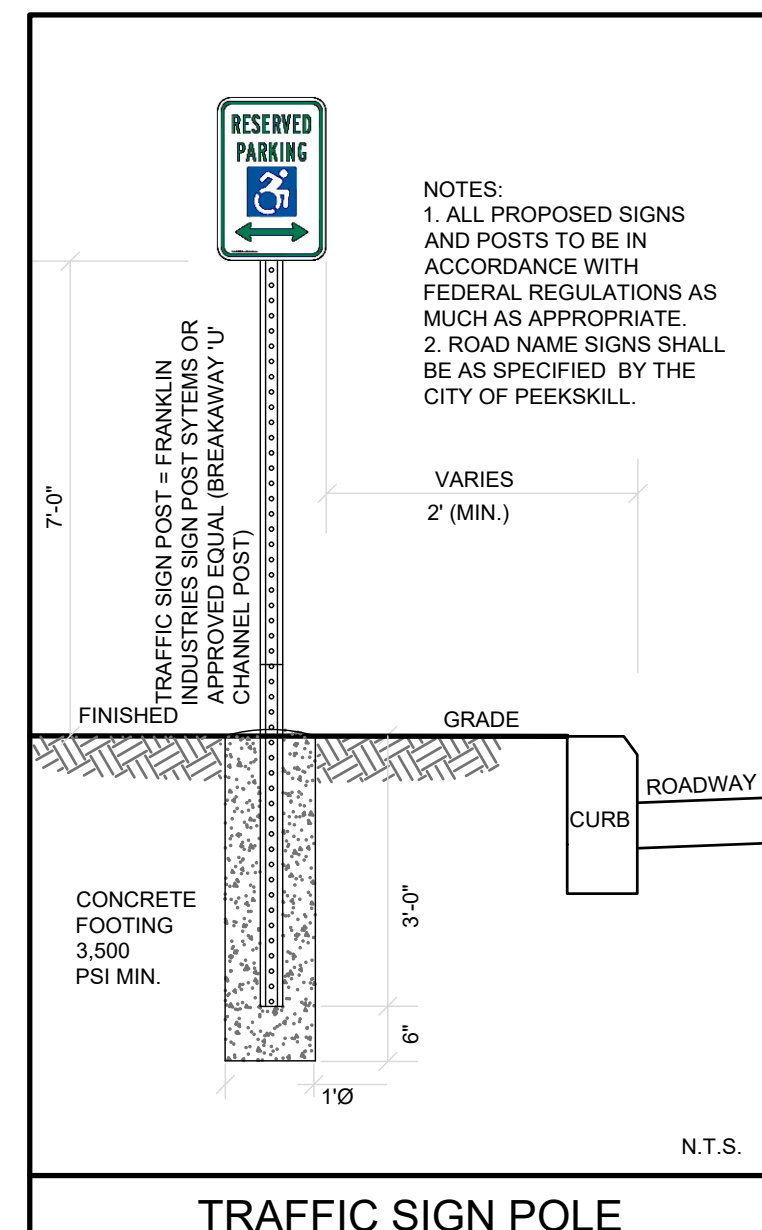 RESERVED
PARKING
NOTES:
1. ALL PROPOSED SIGNS
AND POSTS TO BE IN
ACCORDANCE WITH
FEDERAL REGULATIONS AS
MUCH AS APPROPRIATE.
2. ROAD NAME SIGNS SHALL
BE AS SPECIFIED BY THE
CITY OF PEEKSKILL.
TRAFFIC SIGN POST = FRANKLIN
INDUSTRIES SIGN POST SYTEMS OR
APPROVED EQUAL (BREAKAWAY 'U'
CHANNEL POST)
7'-0"
VARIES
2' (MIN.)
FINISHED
GRADE
ROADWAY
CURB
CONCRETE
FOOTING
3,500
PSI MIN.
3'-0"
6"
1'Ø
N.T.S.
TRAFFIC SIGN POLE